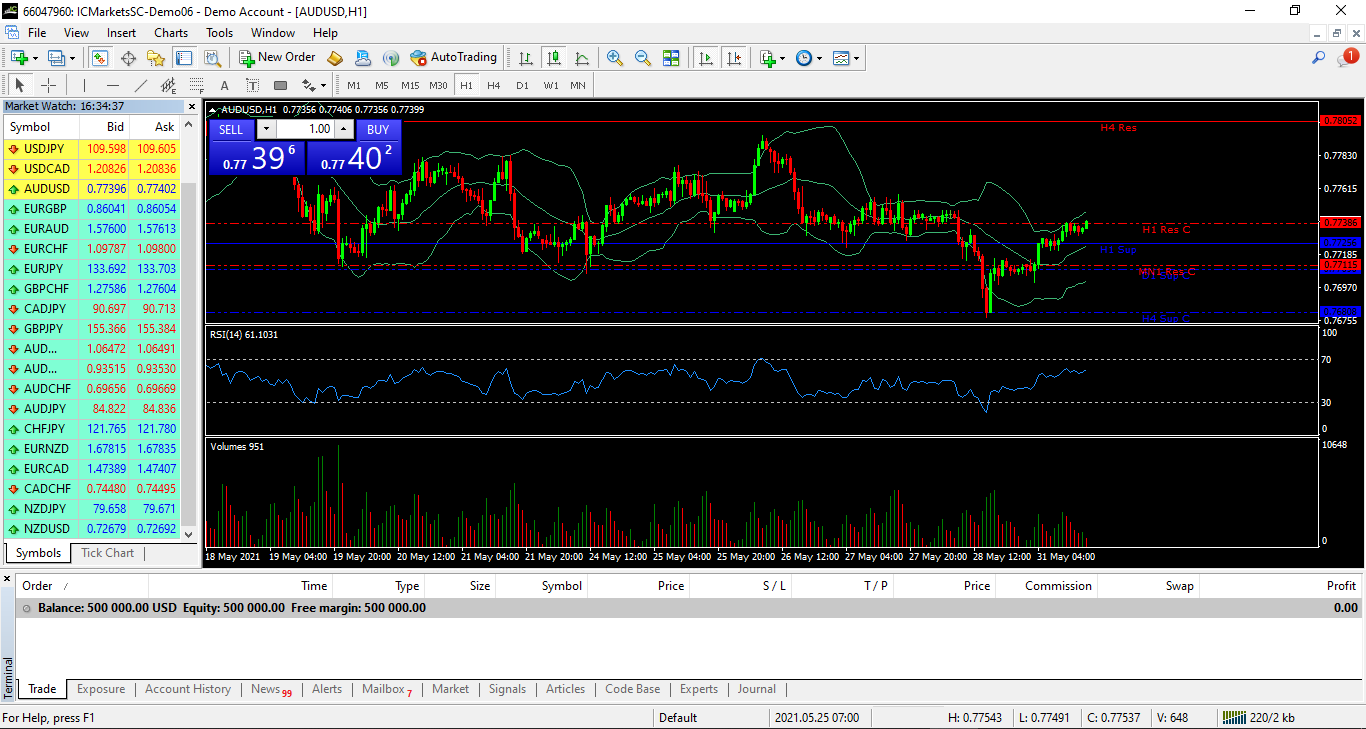 66047960: ICMarketsSC-Demo06 - Demo Account - [AUDUSD,H1]
File View Insert Charts Tools Window Help
New Order AutoTrading 1
A T M1 M5 M15 M30 H1 H4 D1 W1 MN
Market Watch: 16:34:37
Symbol Bid Ask
USDJPY 109.598 109.605
USDCAD 1.20826 1.20836
AUDUSD 0.77396 0.77402
EURGBP 0.86041 0.86054
EURAUD 1.57600 1.57613
EURCHF 1.09787 1.09800
EURJPY 133.692 133.703
GBPCHF 1.27586 1.27604
CADJPY 90.697 90.713
GBPJPY 155.366 155.384
AUD... 1.06472 1.06491
AUD... 0.93515 0.93530
AUDCHF 0.69656 0.69669
AUDJPY 84.822 84.836
CHFJPY 121.765 121.780
EURNZD 1.67815 1.67835
EURCAD 1.47389 1.47407
CADCHF 0.74480 0.74495
NZDJPY 79.658 79.671
NZDUSD 0.72679 0.72692
Symbols Tick Chart
AUDUSD,H1 0.77356 0.77406 0.77356 0.77399
SELL 1.00 BUY
0.77 39 6 0.77 40 2
H4 Res
H1 Res C
H1 Sup
MN1 Res C
H4 Sup C
0.78052
0.77830
0.77615
0.77185
0.77115
0.76970
0.76755
RSI(14) 61.1031
100
70
30
0
Volumes 951
10648
0
18 May 2021 19 May 04:00 19 May 20:00 20 May 12:00 21 May 04:00 21 May 20:00 24 May 12:00 25 May 04:00 25 May 20:00 26 May 12:00 27 May 04:00 27 May 20:00 28 May 12:00 31 May 04:00
Order / Time Type Size Symbol Price S / L T / P Price Commission Swap Profit
Balance: 500 000.00 USD Equity: 500 000.00 Free margin: 500 000.00 0.00
Terminal
Trade Exposure Account History News 99 Alerts Mailbox 7 Market Signals Articles Code Base Experts Journal
For Help, press F1 Default 2021.05.25 07:00 H: 0.77543 L: 0.77491 C: 0.77537 V: 648 220/2 kb